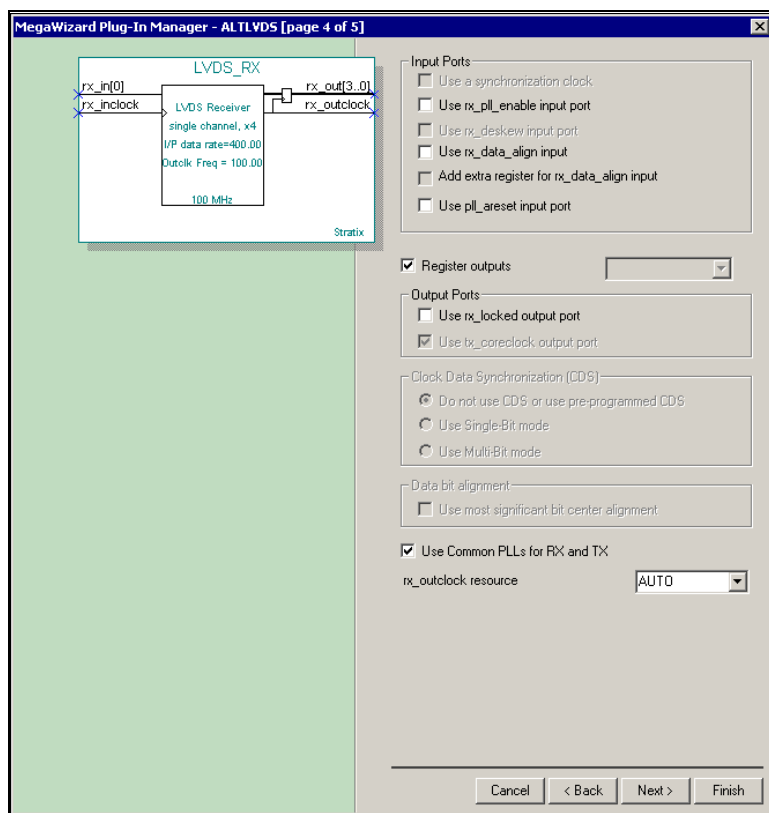 MegaWizard Plug-In Manager - ALTLVDS [page 4 of 5]
LVDS_RX
rx_in[0]
rx_out[3..0]
rx_inclock
rx_outclock
LVDS Receiver
single channel, x4
I/P data rate=400.00
Outclk Freq = 100.00
100 MHz
Stratix
Input Ports
Use a synchronization clock
Use rx_pll_enable input port
Use rx_deskew input port
Use rx_data_align input
Add extra register for rx_data_align input
Use pll_areset input port
Register outputs
Output Ports
Use rx_locked output port
Use tx_coreclock output port
Clock Data Synchronization (CDS)
Do not use CDS or use pre-programmed CDS
Use Single-Bit mode
Use Multi-Bit mode
Data bit alignment
Use most significant bit center alignment
Use Common PLLs for RX and TX
rx_outclock resource
AUTO
Cancel
< Back
Next >
Finish